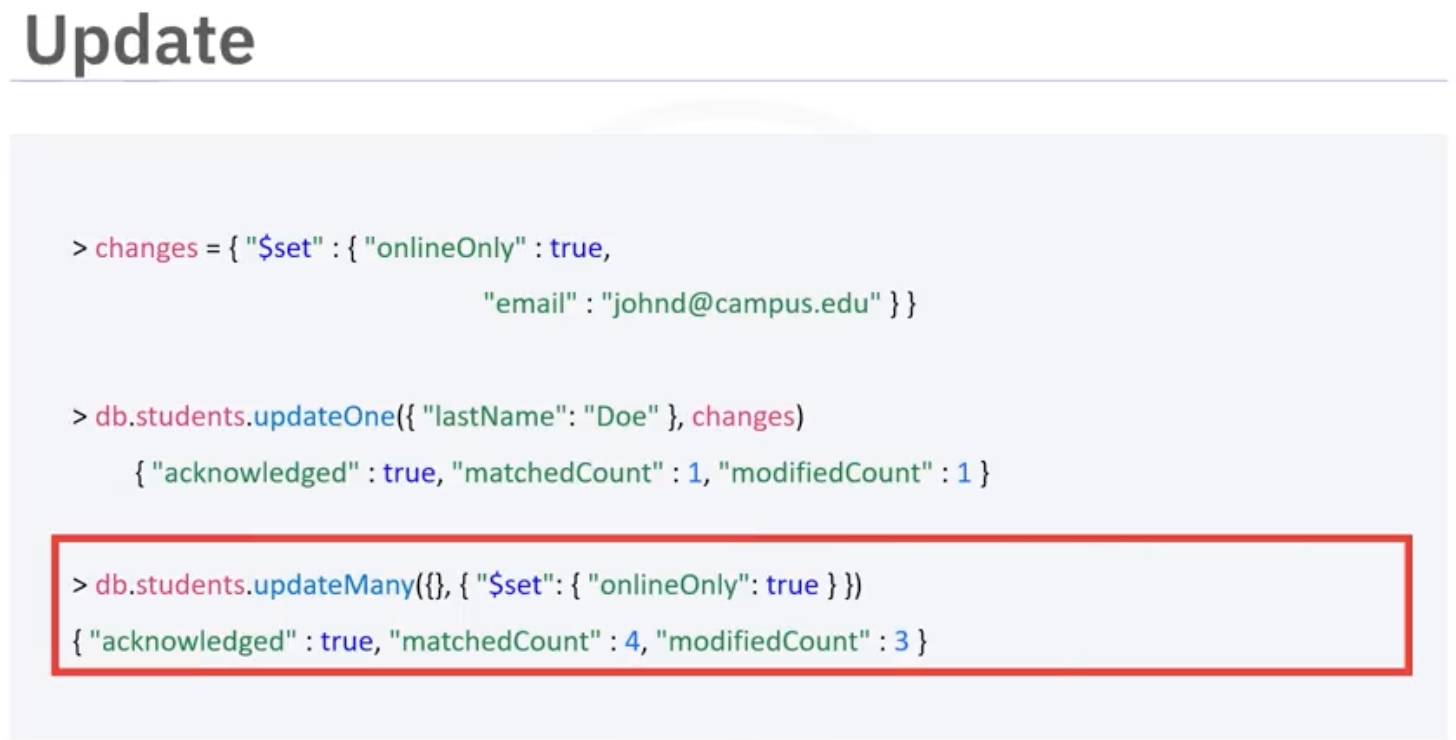 Update
> changes = { "$set" : { "onlineOnly" : true,
"email" : "johnd@campus.edu" } }
> db.students.updateOne({ "lastName": "Doe" }, changes)
{ "acknowledged" : true, "matchedCount" : 1, "modifiedCount" : 1 }
> db.students.updateMany({}, { "$set": { "onlineOnly": true } })
{ "acknowledged" : true, "matchedCount" : 4, "modifiedCount" : 3 }